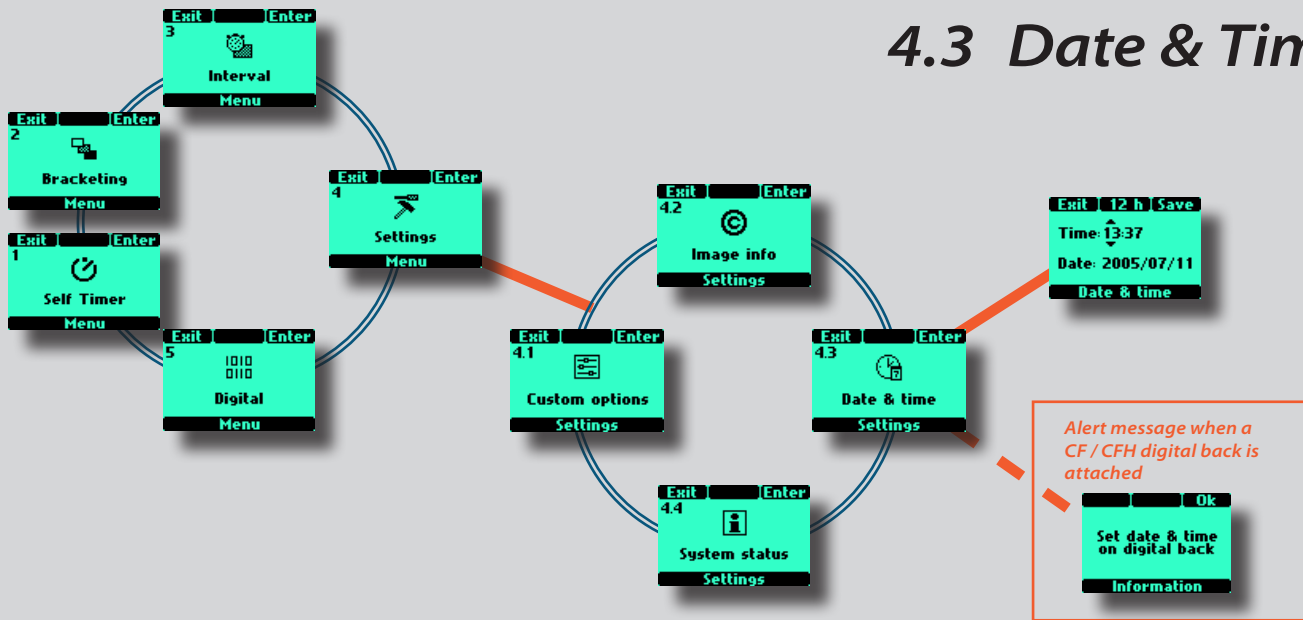 4.3 Date & Tim
Exit Enter
3
Interval
Menu
Exit Enter
2
Bracketing
Menu
Exit Enter
1
Self Timer
Menu
Exit Enter
4
Settings
Menu
Exit Enter
5
1010
0110
Digital
Menu
Exit Enter
4.2
©
Image info
Settings
Exit Enter
4.1
Custom options
Settings
Exit Enter
4.3
?
Date & time
Settings
Exit Enter
4.4
i
System status
Settings
Exit 12 h Save
Time: 13:37
Date: 2005/07/11
Date & time
Alert message when a
CF / CFH digital back is
attached
Ok
Set date & time
on digital back
Information